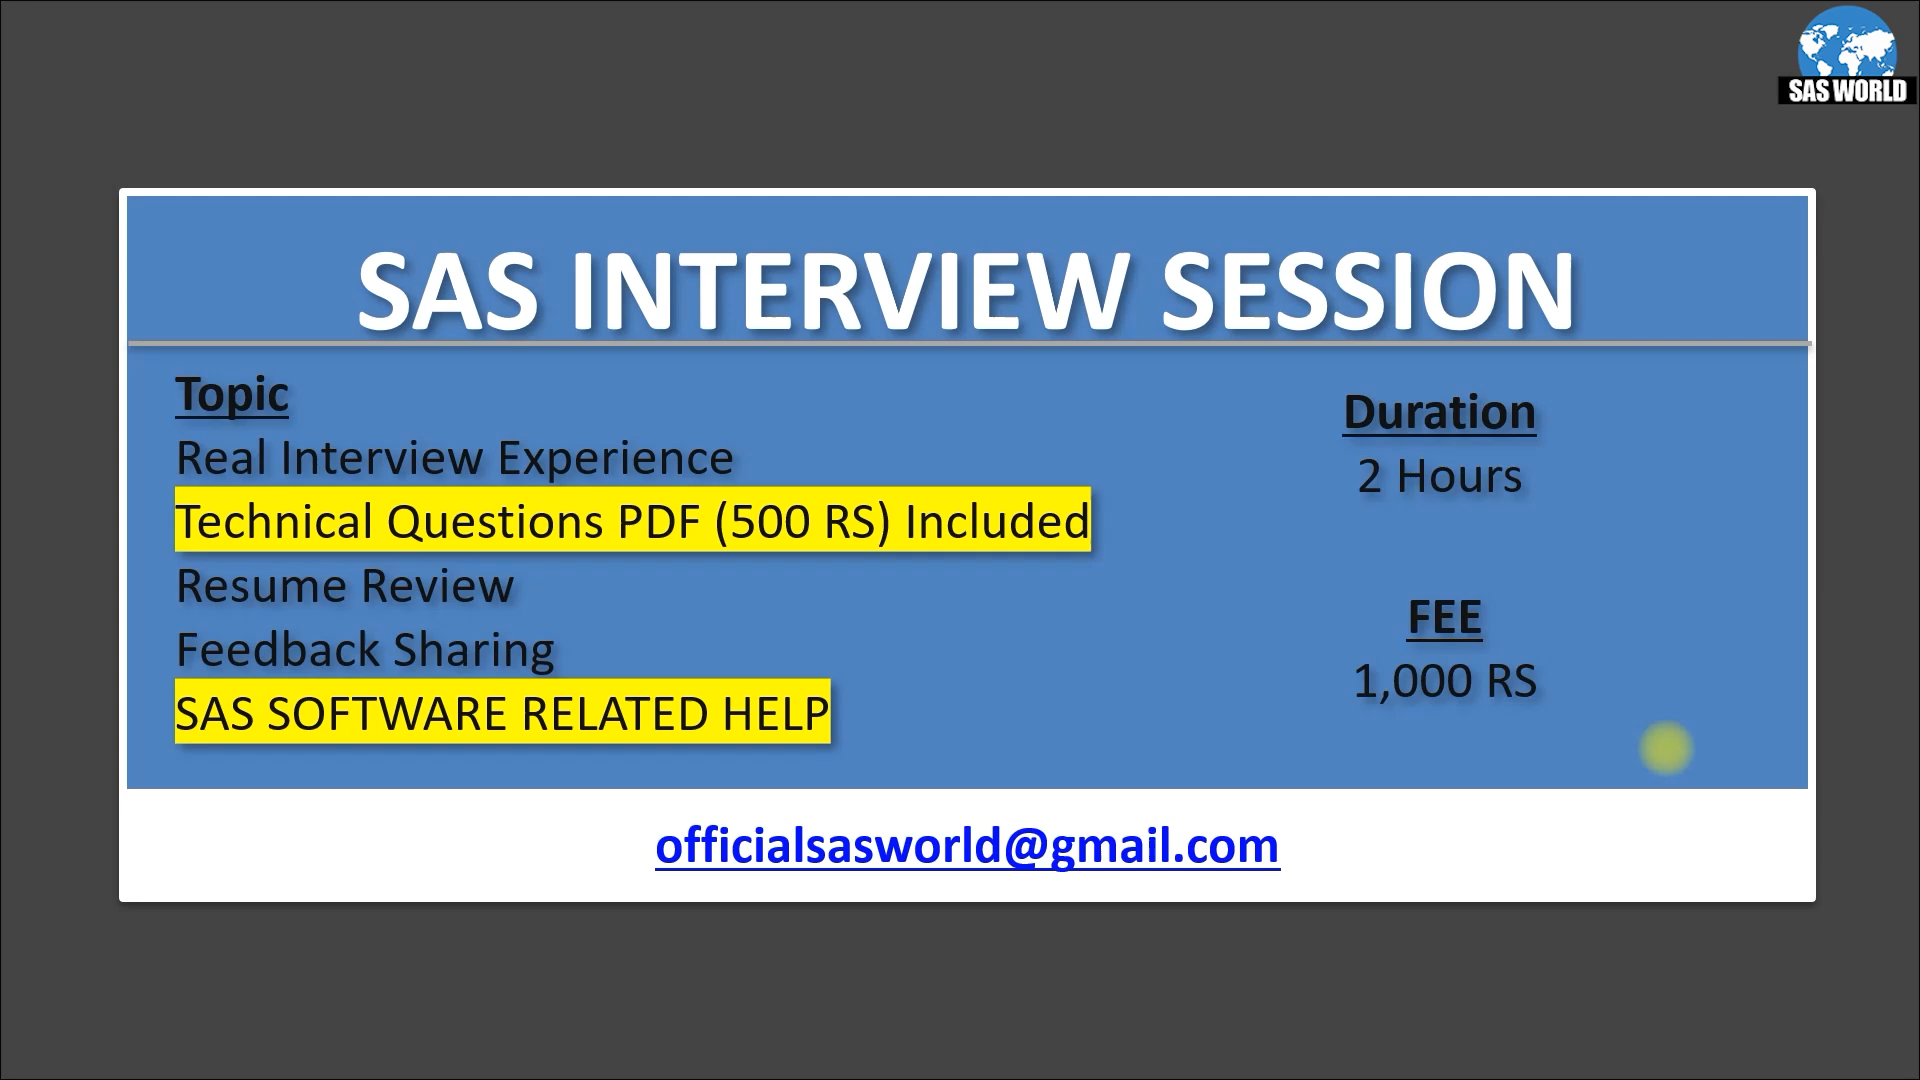 SAS WORLD
SAS INTERVIEW SESSION
Topic
Real Interview Experience
Technical Questions PDF (500 RS) Included
Resume Review
Feedback Sharing
SAS SOFTWARE RELATED HELP
Duration
2 Hours
FEE
1,000 RS
officialsasworld@gmail.com